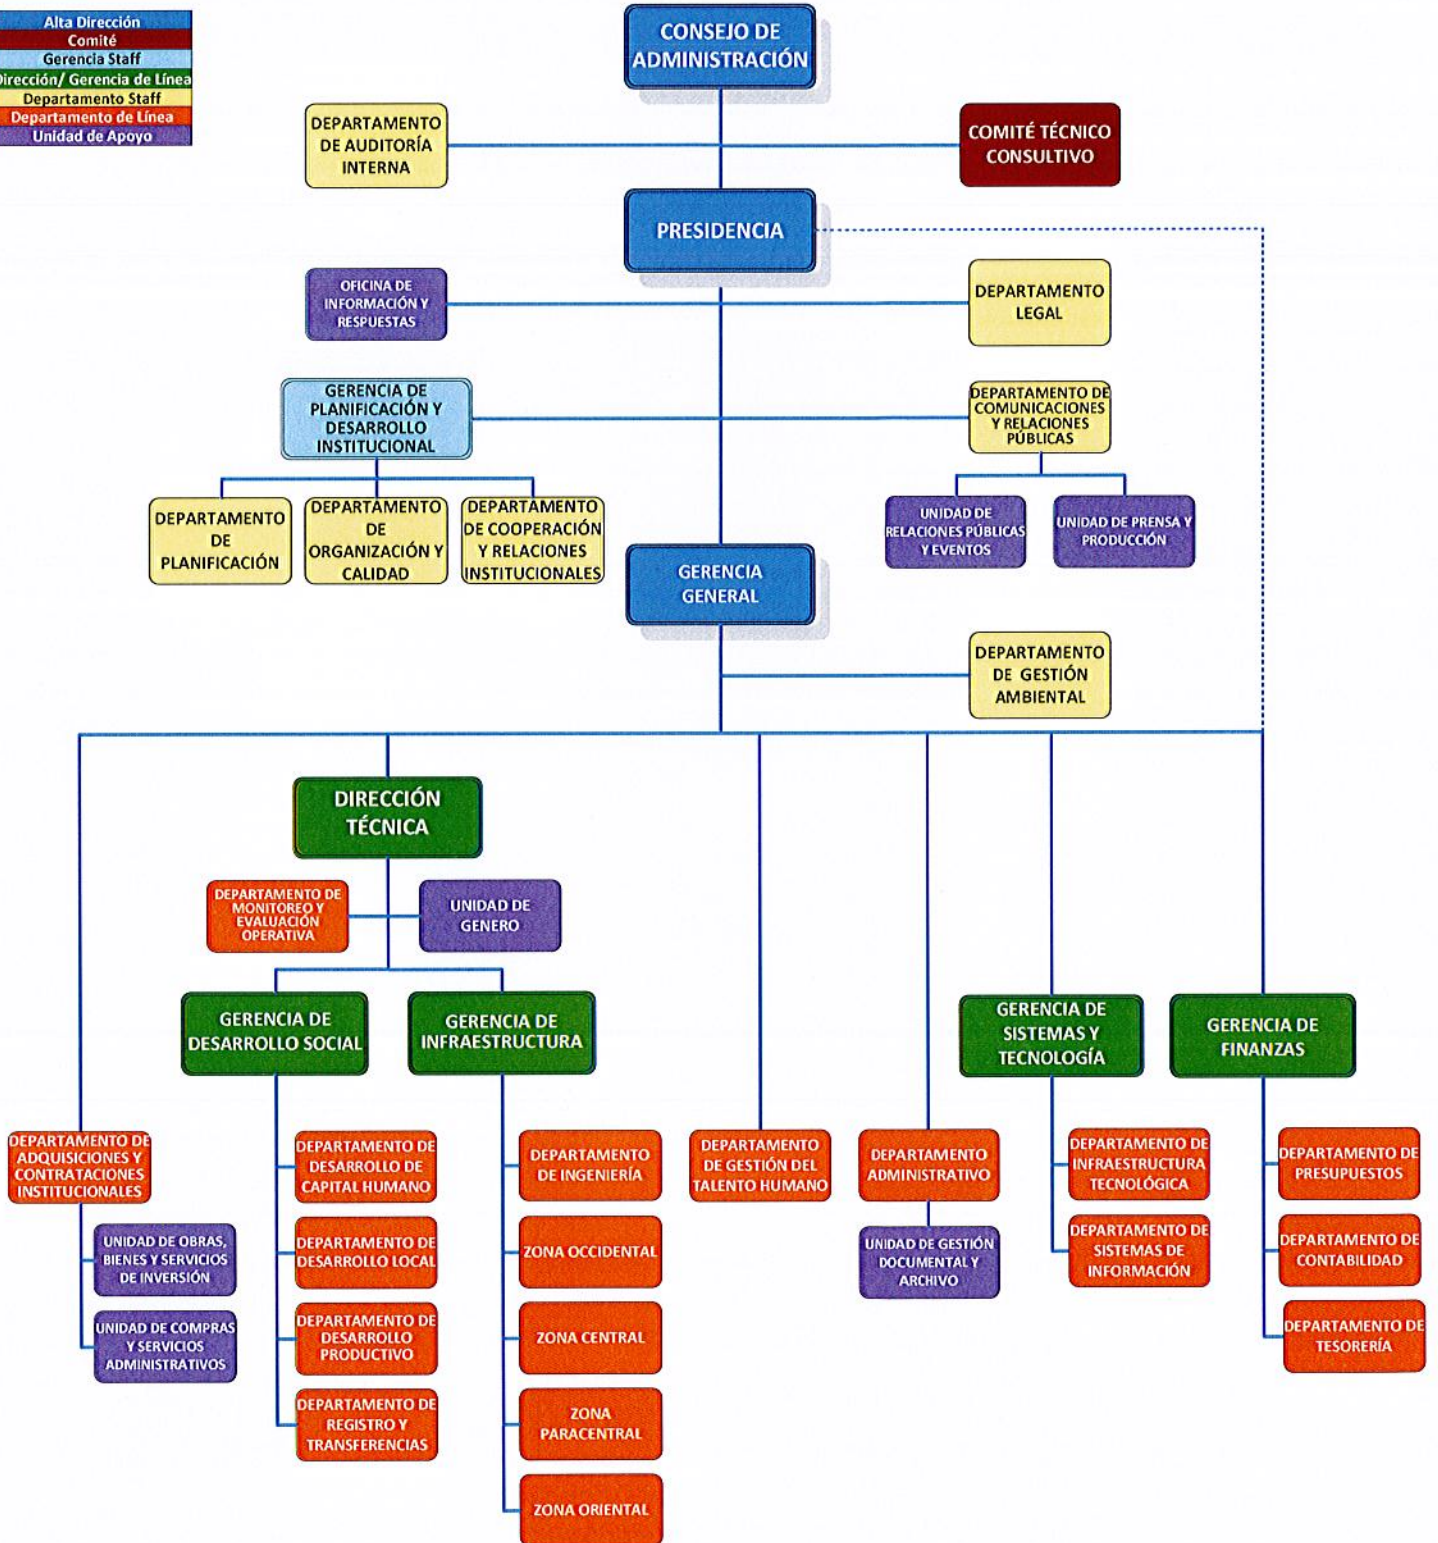 Alta Dirección
Comité
Gerencia Staff
Dirección/ Gerencia de Línea
Departamento Staff
Departamento de Línea
Unidad de Apoyo
CONSEJO DE
ADMINISTRACIÓN
DEPARTAMENTO
DE AUDITORÍA
INTERNA
COMITÉ TÉCNICO
CONSULTIVO
PRESIDENCIA
OFICINA DE
INFORMACIÓN Y
RESPUESTAS
DEPARTAMENTO
LEGAL
GERENCIA DE
PLANIFICACIÓN Y
DESARROLLO
INSTITUCIONAL
DEPARTAMENTO DE
COMUNICACIONES
Y RELACIONES
PÚBLICAS
DEPARTAMENTO
DE
PLANIFICACIÓN
DEPARTAMENTO
DE
ORGANIZACIÓN Y
CALIDAD
DEPARTAMENTO
DE COOPERACIÓN
Y RELACIONES
INSTITUCIONALES
UNIDAD DE
RELACIONES PÚBLICAS
Y EVENTOS
UNIDAD DE PRENSA Y
PRODUCCIÓN
GERENCIA
GENERAL
DEPARTAMENTO
DE GESTIÓN
AMBIENTAL
DIRECCIÓN
TÉCNICA
DEPARTAMENTO DE
MONITOREO Y
EVALUACIÓN
OPERATIVA
UNIDAD DE
GENERO
GERENCIA DE
DESARROLLO SOCIAL
GERENCIA DE
INFRAESTRUCTURA
GERENCIA DE
SISTEMAS Y
TECNOLOGÍA
GERENCIA DE
FINANZAS
DEPARTAMENTO DE
ADQUISICIONES Y
CONTRATACIONES
INSTITUCIONALES
UNIDAD DE OBRAS,
BIENES Y SERVICIOS
DE INVERSIÓN
UNIDAD DE COMPRAS
Y SERVICIOS
ADMINISTRATIVOS
DEPARTAMENTO DE
DESARROLLO DE
CAPITAL HUMANO
DEPARTAMENTO DE
DESARROLLO LOCAL
DEPARTAMENTO DE
DESARROLLO
PRODUCTIVO
DEPARTAMENTO DE
REGISTRO Y
TRANSFERENCIAS
DEPARTAMENTO
DE INGENIERÍA
ZONA OCCIDENTAL
ZONA CENTRAL
ZONA
PARACENTRAL
ZONA ORIENTAL
DEPARTAMENTO
DE GESTIÓN DEL
TALENTO HUMANO
DEPARTAMENTO
ADMINISTRATIVO
UNIDAD DE GESTIÓN
DOCUMENTAL Y
ARCHIVO
DEPARTAMENTO DE
INFRAESTRUCTURA
TECNOLÓGICA
DEPARTAMENTO DE
SISTEMAS DE
INFORMACIÓN
DEPARTAMENTO DE
PRESUPUESTOS
DEPARTAMENTO DE
CONTABILIDAD
DEPARTAMENTO DE
TESORERÍA